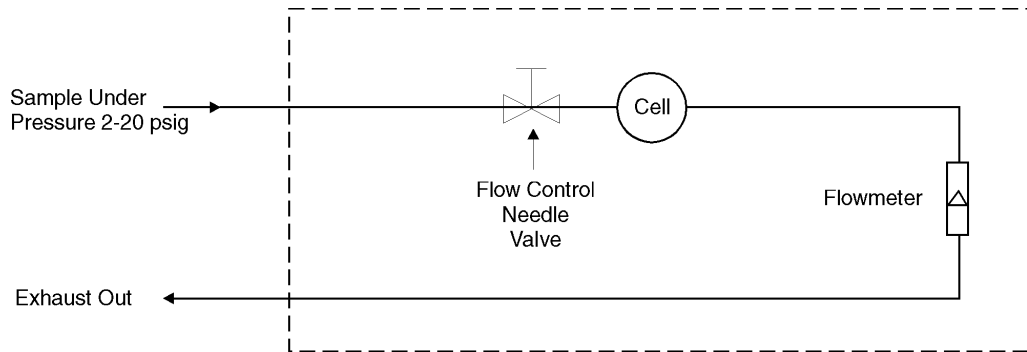 Sample Under
Pressure 2-20 psig
Cell
Flow Control
Needle
Valve
Flowmeter
Exhaust Out